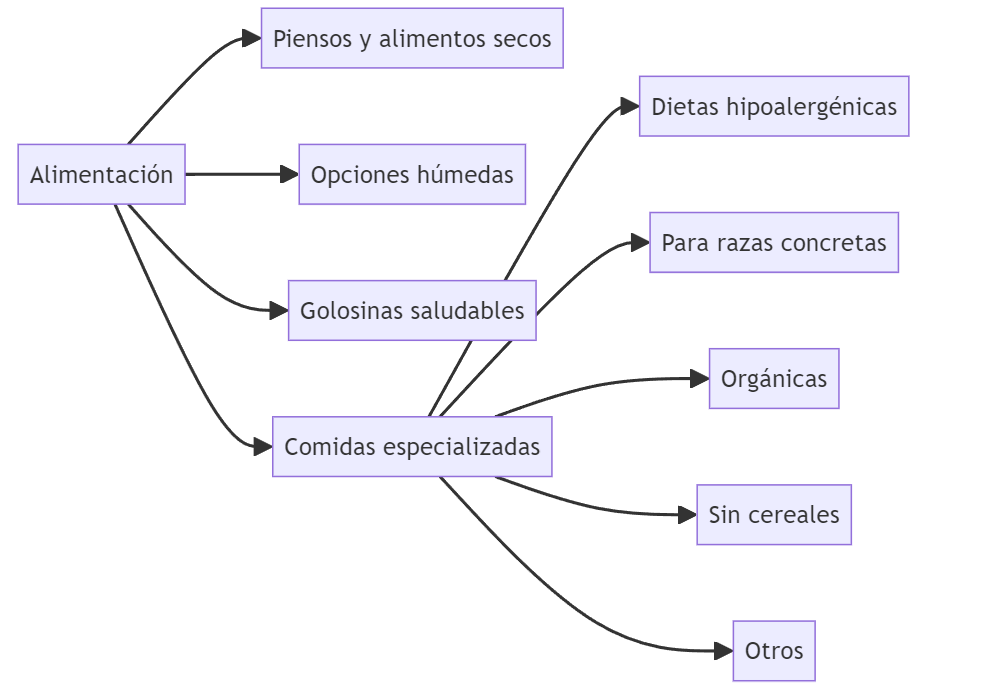 Alimentación
Piensos y alimentos secos
Opciones húmedas
Golosinas saludables
Comidas especializadas
Dietas hipoalergénicas
Para razas concretas
Orgánicas
Sin cereales
Otros